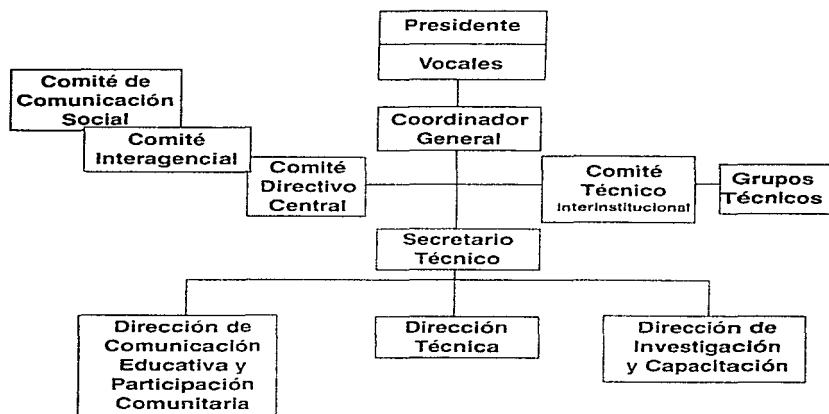 Presidente
Vocales
Comité de
Comunicación
Social
Comité
Interagencial
Coordinador
General
Comité
Directivo
Central
Comité
Técnico
Interinstitucional
Grupos
Técnicos
Secretario
Técnico
Dirección de
Comunicación
Educativa y
Participación
Comunitaria
Dirección
Técnica
Dirección de
Investigación
y Capacitación